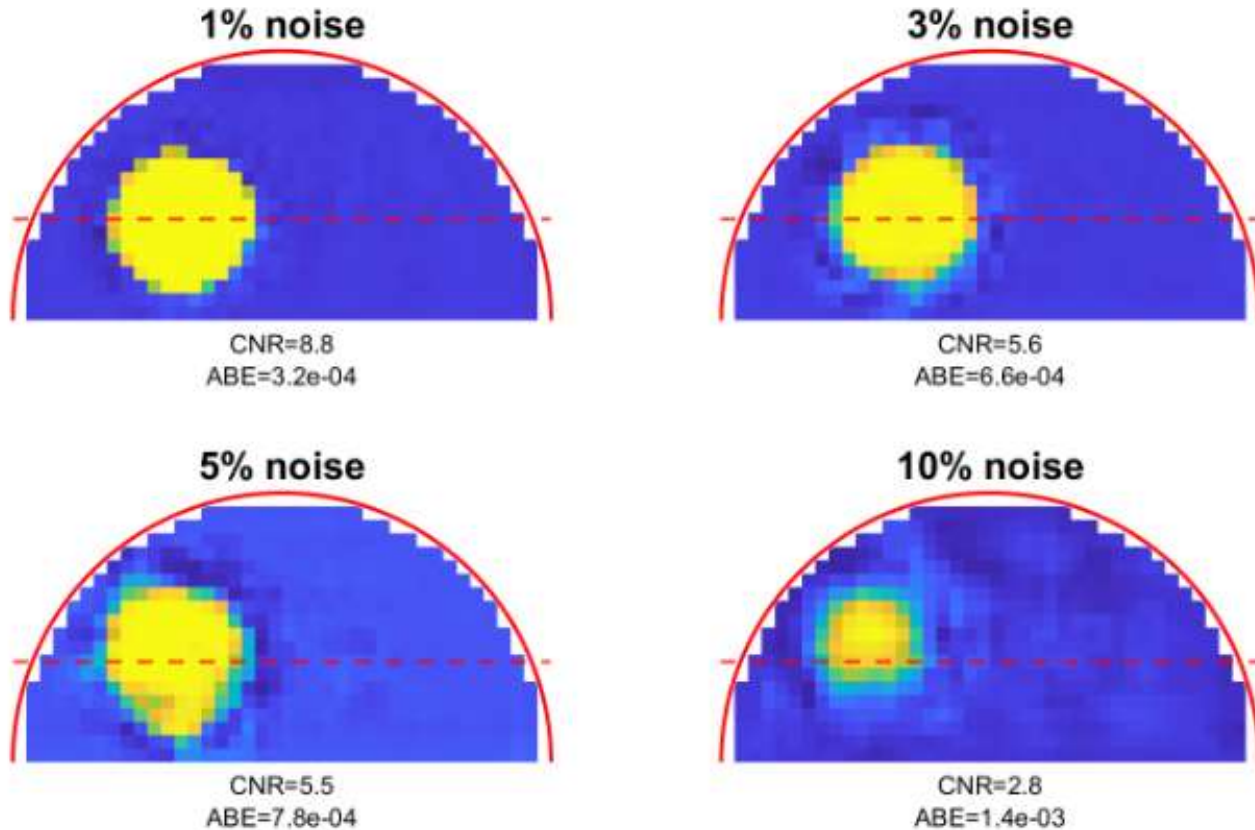 1% noise
CNR=8.8
ABE=3.2e-04
3% noise
CNR=5.6
ABE=6.6e-04
5% noise
CNR=5.5
ABE=7.8e-04
10% noise
CNR=2.8
ABE=1.4e-03